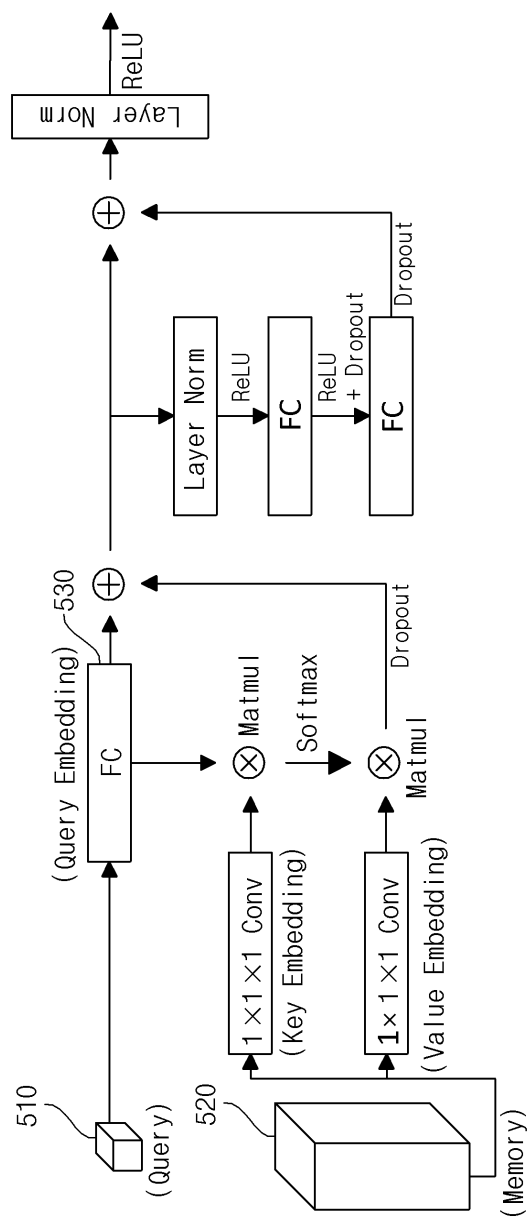 510
(Query)
520
(Memory)
(Query Embedding)
FC
530
1×1×1 Conv
(Key Embedding)
1×1×1 Conv
(Value Embedding)
Matmul
Softmax
Matmul
Dropout
Layer Norm
ReLU
FC
ReLU
+ Dropout
FC
Dropout
Layer Norm
ReLU